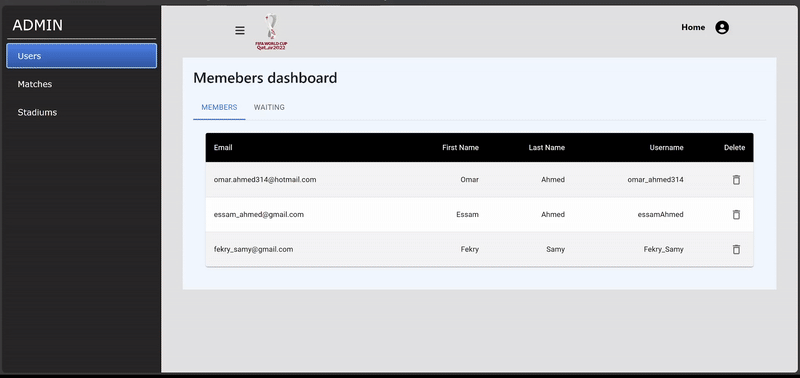 ADMIN
Users
Matches
Stadiums
FIFA WORLD CUP
Qatar2022
Home
Memebers dashboard
MEMBERS WAITING
Email First Name Last Name Username Delete
omar.ahmed314@hotmail.com Omar Ahmed omar_ahmed314
essam_ahmed@gmail.com Essam Ahmed essamAhmed
fekry_samy@gmail.com Fekry Samy Fekry_Samy